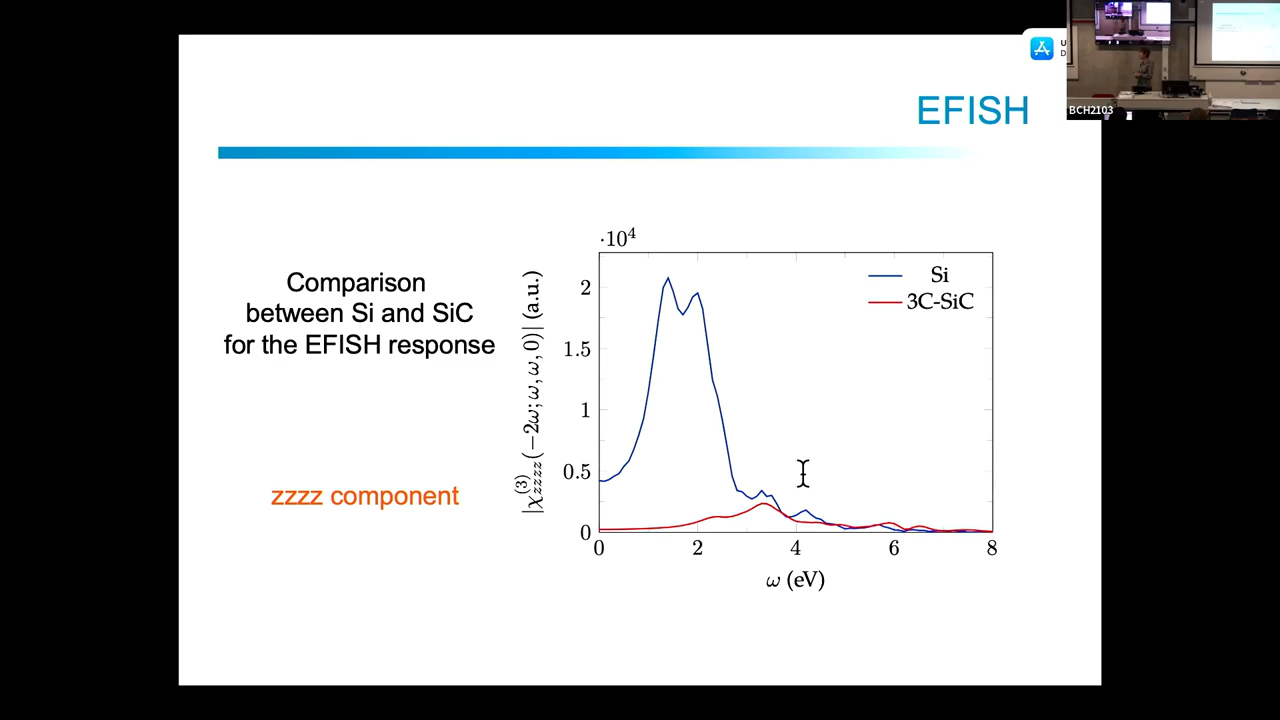 U
D
BCH2103
EFISH
Comparison
between Si and SiC
for the EFISH response
zzzz component
·10⁴
|χ⁽³⁾zzzz(−2ω; ω, ω, 0)| (a.u.)
2
1.5
1
0.5
0
Si
3C-SiC
0 2 4 6 8
ω (eV)